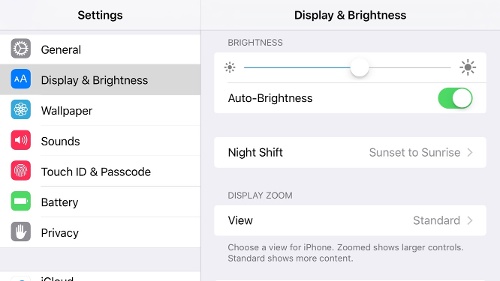 Settings
General
Display & Brightness
Wallpaper
Sounds
Touch ID & Passcode
Battery
Privacy
iCloud
Display & Brightness
BRIGHTNESS
Auto-Brightness
Night Shift Sunset to Sunrise
DISPLAY ZOOM
View Standard
Choose a view for iPhone. Zoomed shows larger controls.
Standard shows more content.